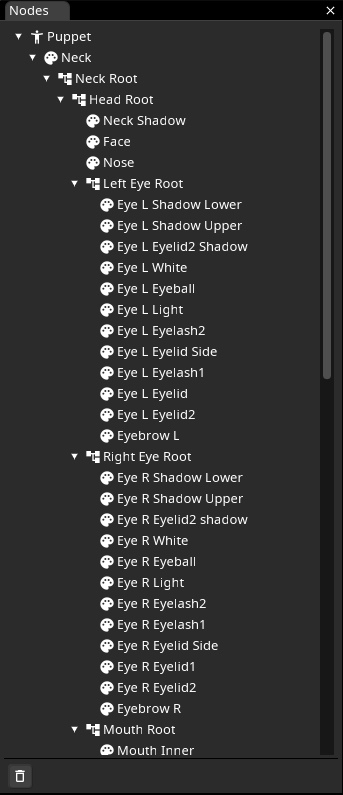 Nodes
Puppet
Neck
Neck Root
Head Root
Neck Shadow
Face
Nose
Left Eye Root
Eye L Shadow Lower
Eye L Shadow Upper
Eye L Eyelid2 Shadow
Eye L White
Eye L Eyeball
Eye L Light
Eye L Eyelash2
Eye L Eyelid Side
Eye L Eyelash1
Eye L Eyelid
Eye L Eyelid2
Eyebrow L
Right Eye Root
Eye R Shadow Lower
Eye R Shadow Upper
Eye R Eyelid2 shadow
Eye R White
Eye R Eyeball
Eye R Light
Eye R Eyelash2
Eye R Eyelash1
Eye R Eyelid Side
Eye R Eyelid1
Eye R Eyelid2
Eyebrow R
Mouth Root
Mouth Inner